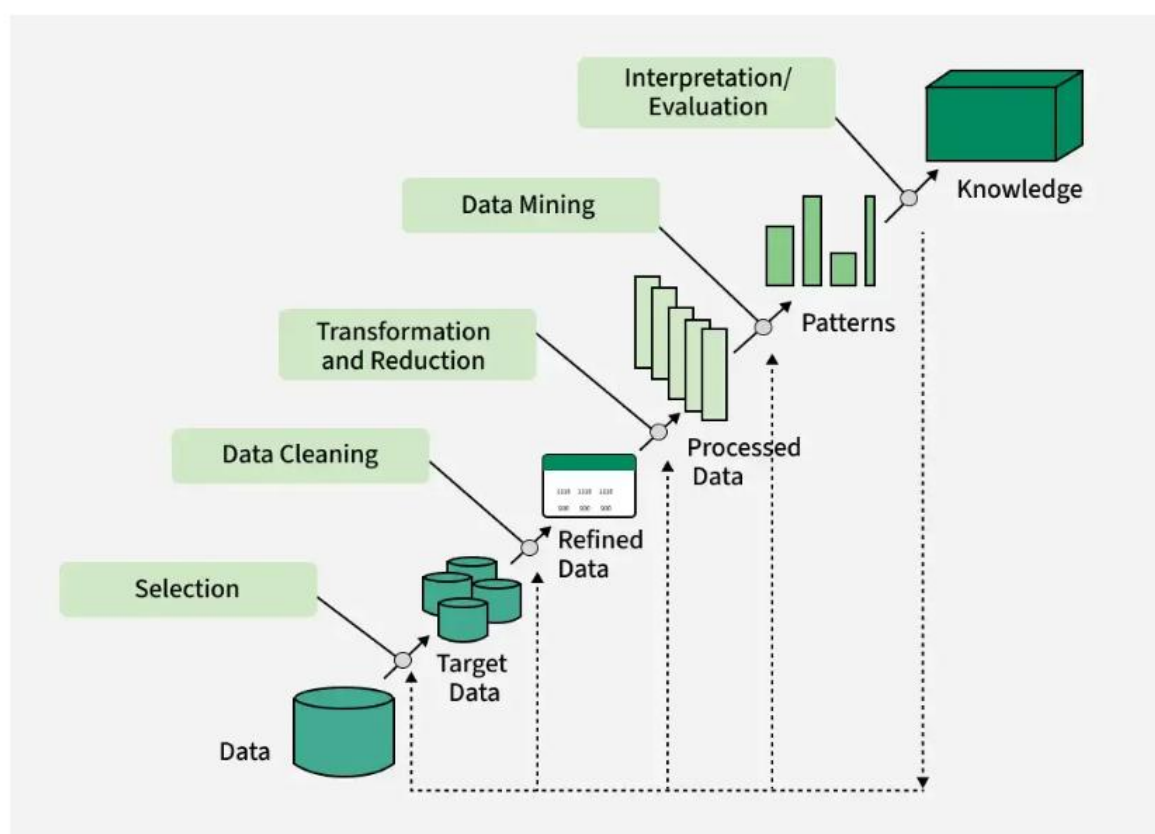 Interpretation/
Evaluation
Knowledge
Data Mining
Patterns
Transformation
and Reduction
Processed
Data
Data Cleaning
Refined
Data
Selection
Target
Data
Data